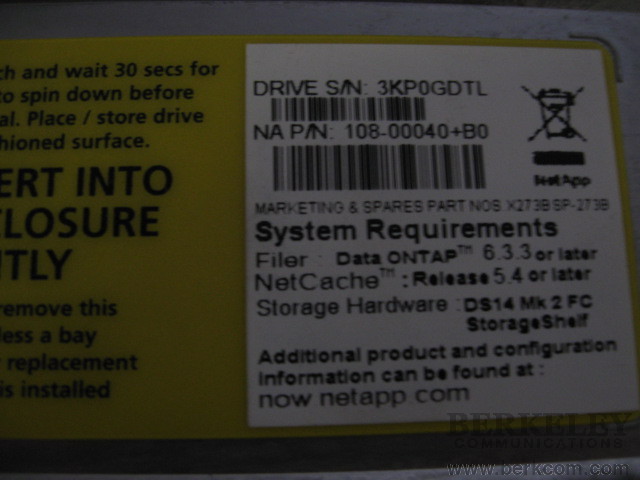 ch and wait 30 secs for
to spin down before
al. Place / store drive
hioned surface.
ERT INTO
CLOSURE
NTLY
remove this
less a bay
replacement
is installed
DRIVE S/N: 3KP0GDTL
NA P/N: 108-00040+B0
NetApp
MARKETING & SPARES PART NOS. X273B SP-273B
System Requirements
Filer : Data ONTAP™ 6.3.3 or later
NetCache™ : Release 5.4 or later
Storage Hardware : DS14 Mk 2 FC
StorageShelf
Additional product and configuration
information can be found at :
now netapp com
BERKELEY
COMMUNICATIONS
www.berkcom.com